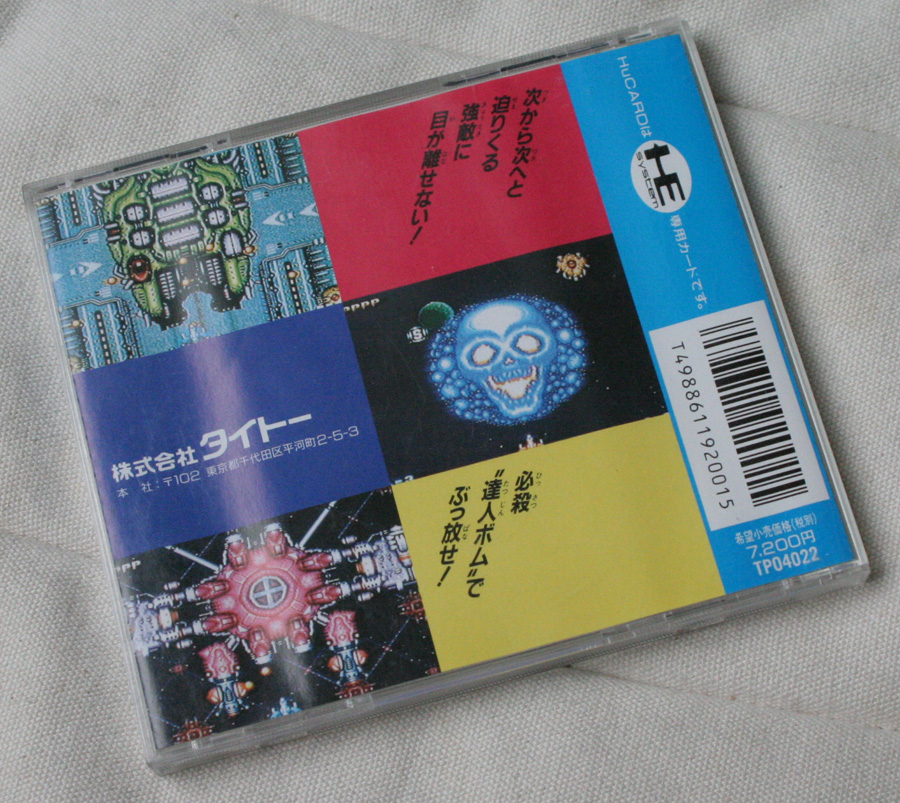 次から次へと
迫りくる
強敵に
目が離せない!
HuCARDは
HE
system
専用カードです。
PPPP
S
株式会社 タイトー
本 社:〒102 東京都千代田区平河町2-5-3
必殺
“達人ボム”で
ぶっ放せ!
PP
T4988611920015
希望小売価格(税別)
7,200円
TP04022